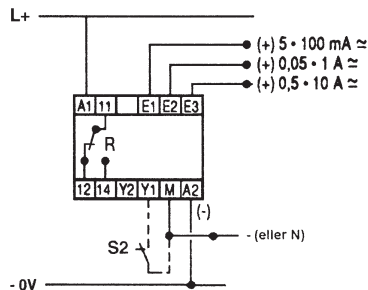 L+
(+) 5 • 100 mA ≃
(+) 0,05 • 1 A ≃
(+) 0,5 • 10 A ≃
A1 11 E1 E2 E3
R
12 14 Y2 Y1 M A2
(-)
S2
- (eller N)
- 0V